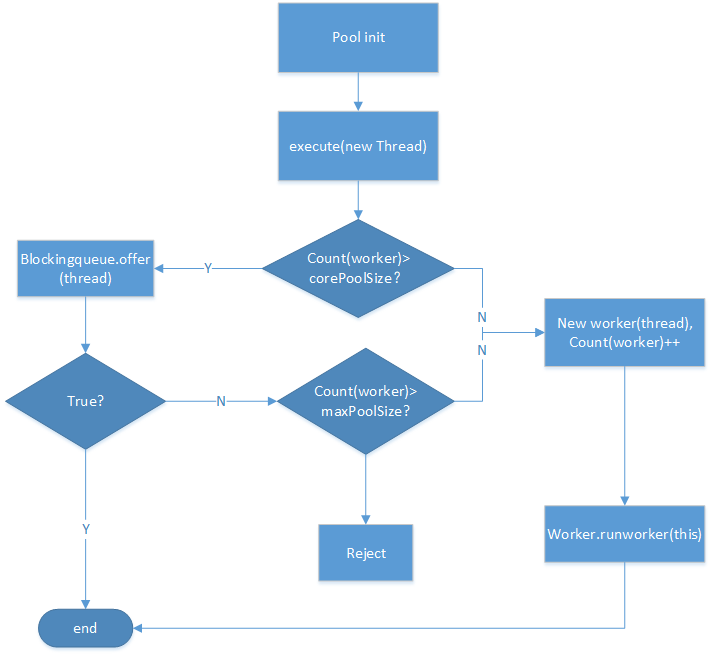 Pool init
execute(new Thread)
Count(worker)>
corePoolSize?
Y
Blockingqueue.offer
(thread)
N
New worker(thread),
Count(worker)++
N
True?
N
Count(worker)>
maxPoolSize?
Y
Reject
Worker.runworker(this)
end